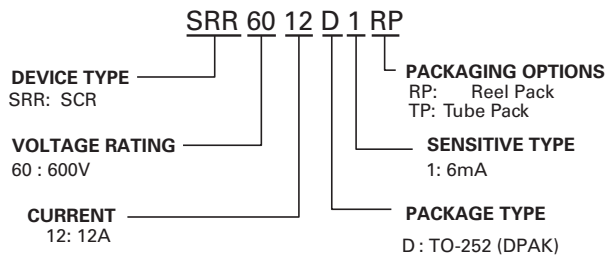 SRR 60 12 D 1 RP
DEVICE TYPE
SRR: SCR
VOLTAGE RATING
60 : 600V
CURRENT
12: 12A
PACKAGING OPTIONS
RP: Reel Pack
TP: Tube Pack
SENSITIVE TYPE
1: 6mA
PACKAGE TYPE
D : TO-252 (DPAK)